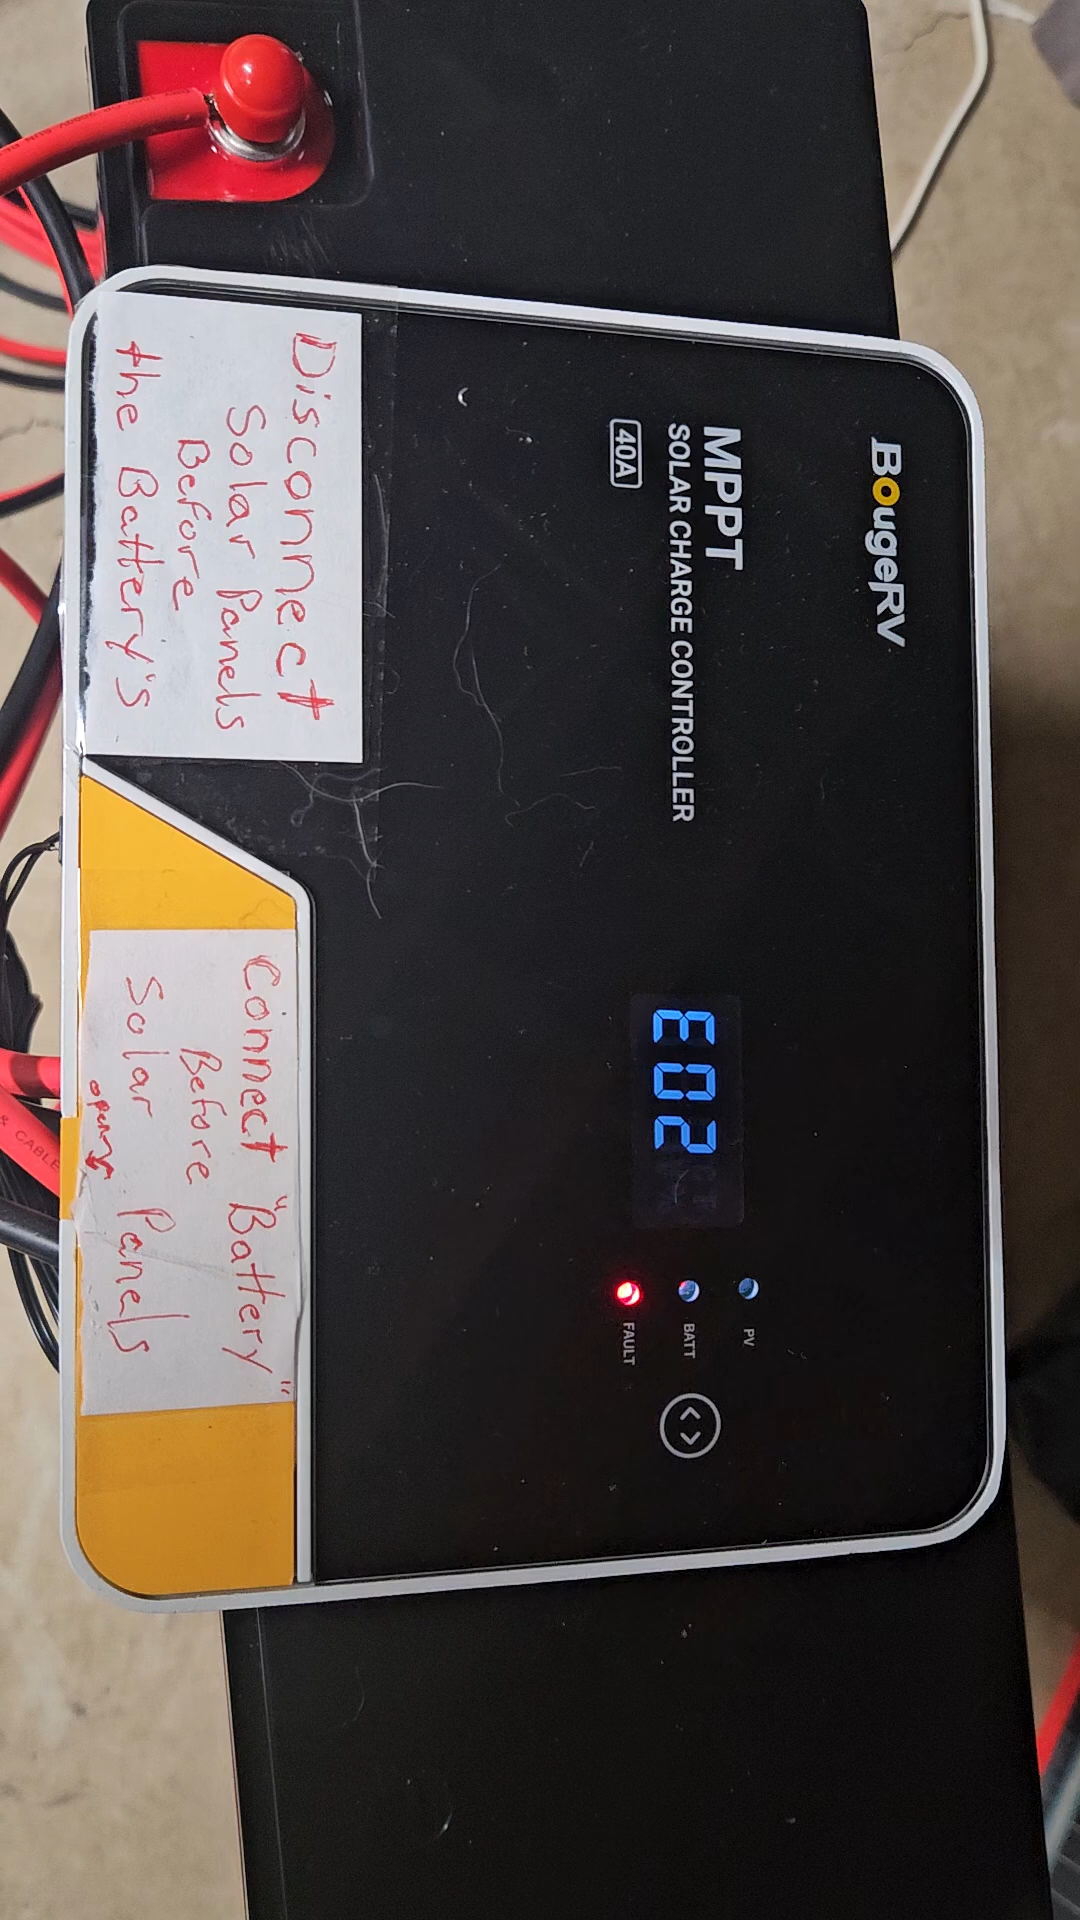 BougeRV
MPPT
SOLAR CHARGE CONTROLLER
40A
E02
PV
BATT
FAULT
Disconnect
Solar Panels
Before
the Battery's
Connect "Battery"
Before
Solar Panels
& CABLE